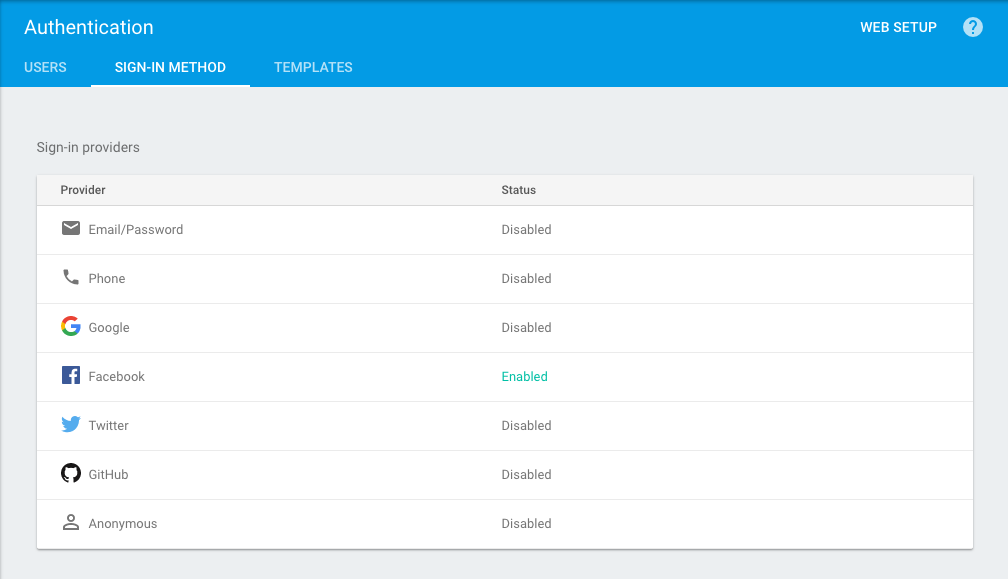 Authentication
WEB SETUP
?
USERS SIGN-IN METHOD TEMPLATES
Sign-in providers
Provider Status
Email/Password Disabled
Phone Disabled
Google Disabled
Facebook Enabled
Twitter Disabled
GitHub Disabled
Anonymous Disabled